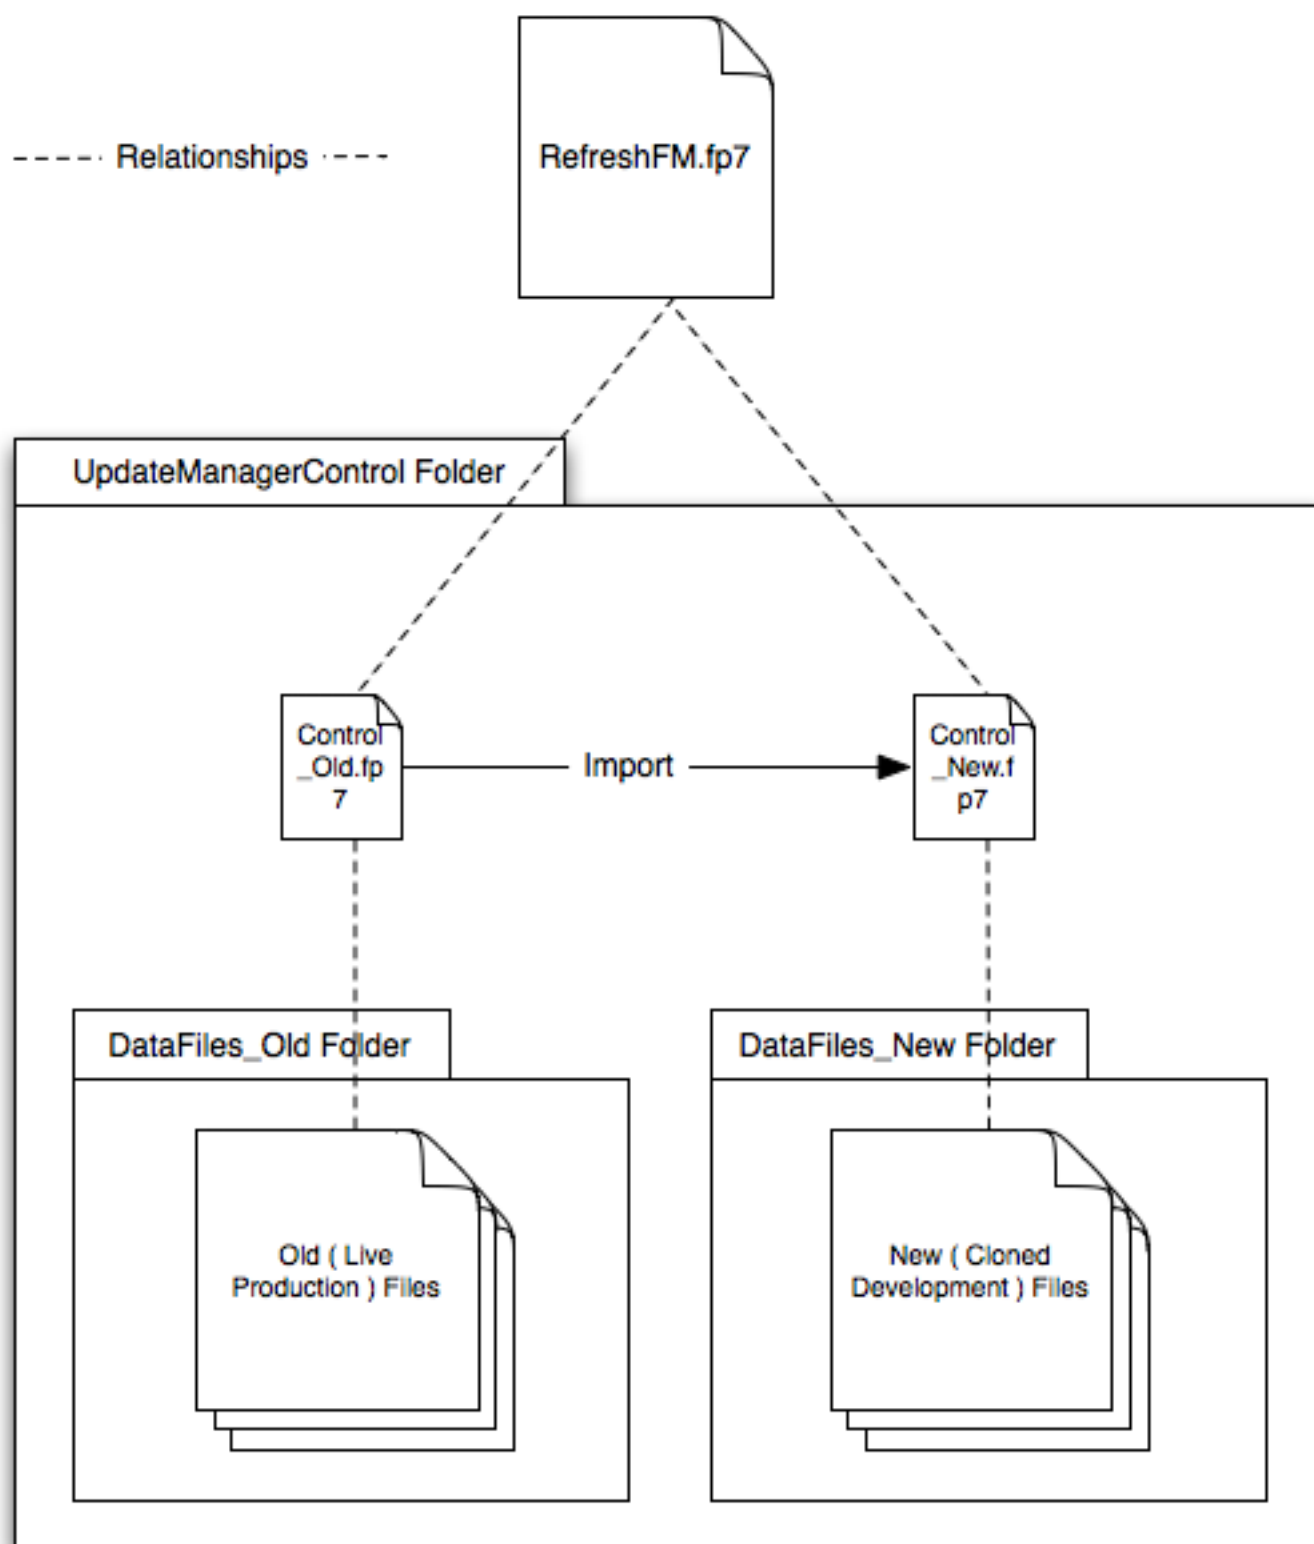 RefreshFM.fp7
Relationships
UpdateManagerControl Folder
Control
_Old.fp
7
Import
Control
_New.f
p7
DataFiles_Old Folder
DataFiles_New Folder
Old ( Live
Production ) Files
New ( Cloned
Development ) Files